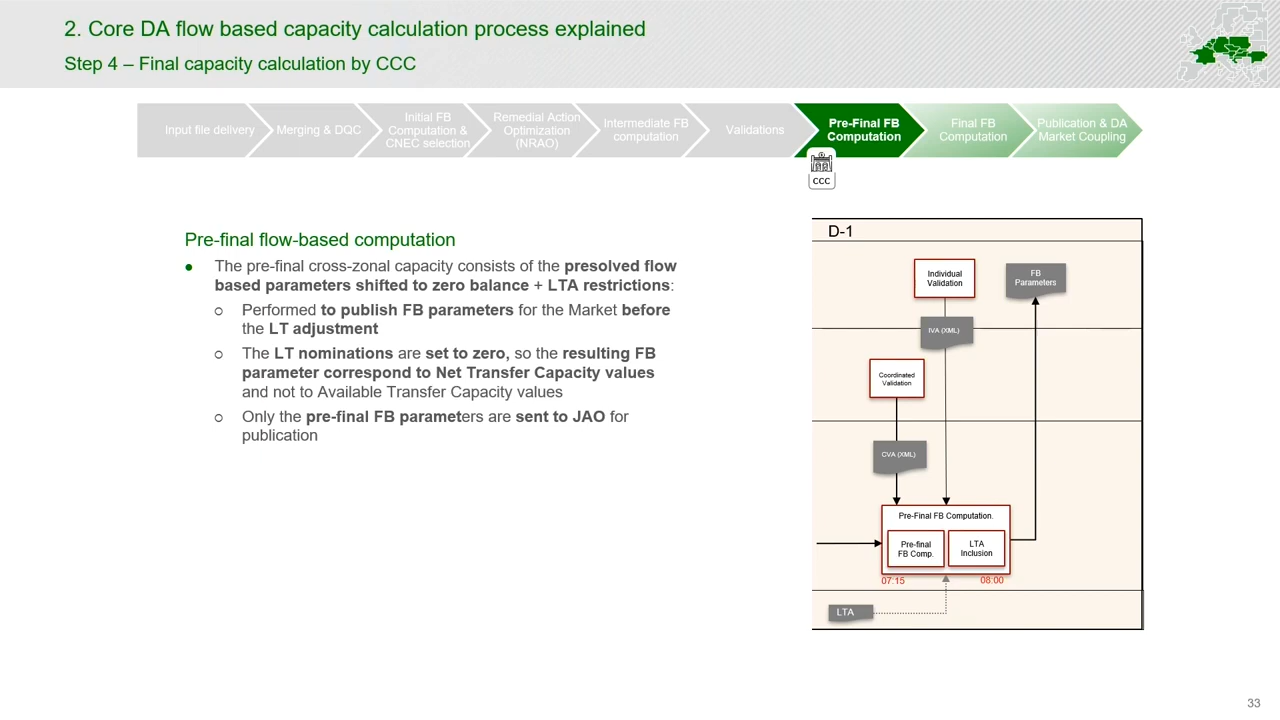 2. Core DA flow based capacity calculation process explained
Step 4 – Final capacity calculation by CCC
Input file delivery
Merging & DQC
Initial FB
Computation &
CNEC selection
Remedial Action
Optimization
(NRAO)
Intermediate FB
computation
Validations
Pre-Final FB
Computation
Final FB
Computation
Publication & DA
Market Coupling
CCC
Pre-final flow-based computation
The pre-final cross-zonal capacity consists of the presolved flow
based parameters shifted to zero balance + LTA restrictions:
Performed to publish FB parameters for the Market before
the LT adjustment
The LT nominations are set to zero, so the resulting FB
parameter correspond to Net Transfer Capacity values
and not to Available Transfer Capacity values
Only the pre-final FB parameters are sent to JAO for
publication
D-1
Individual
Validation
FB
Parameters
IVA (XML)
Coordinated
Validation
CVA (XML)
Pre-Final FB Computation.
Pre-final
FB Comp.
LTA
Inclusion
07:15
08:00
LTA
33